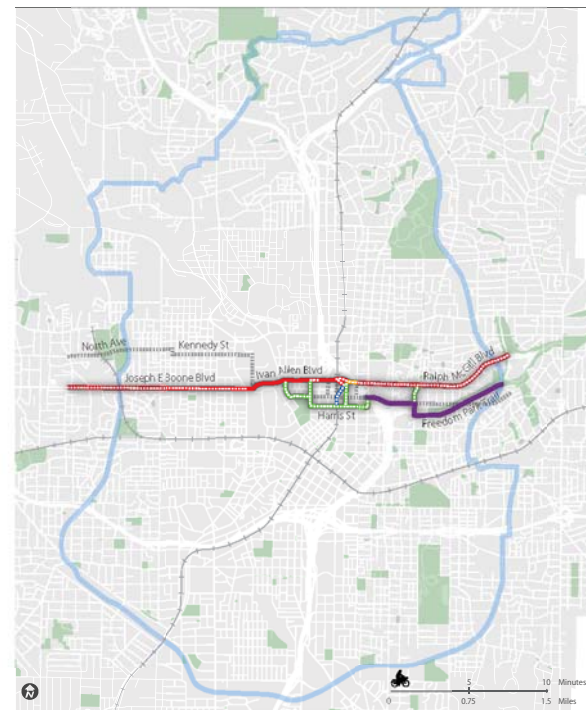 North Ave
Kennedy St
Joseph E Boone Blvd
Ivan Allen Blvd
Ralph McGill Blvd
Harris St
Freedom Park Trail
N
5 10 Minutes
0 0.75 1.5 Miles